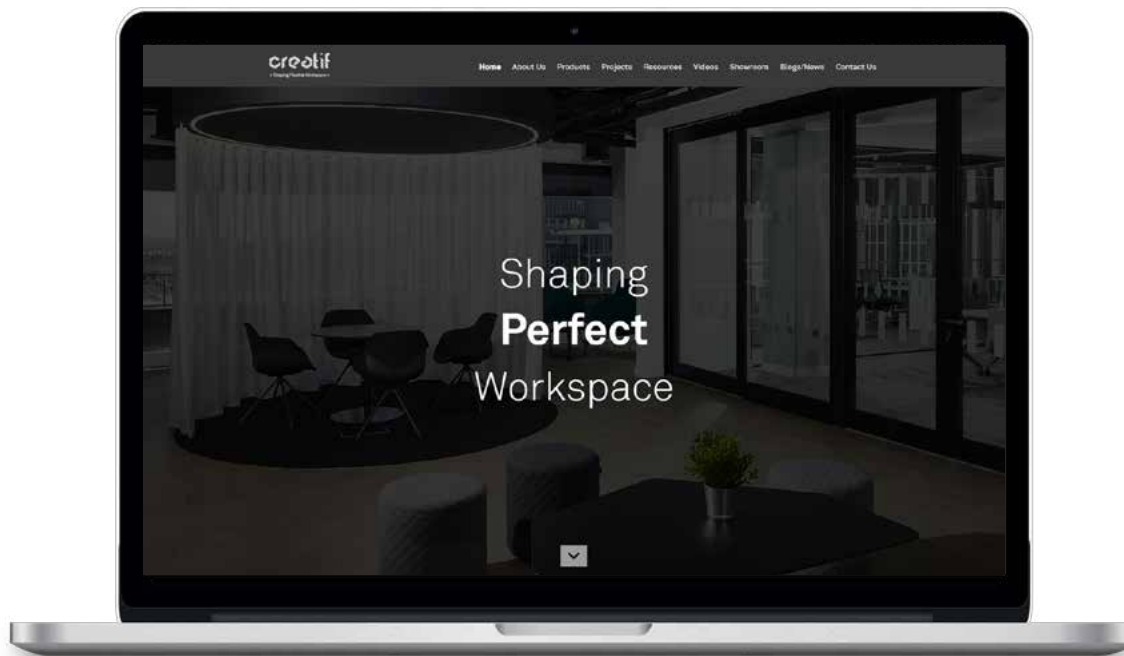 creatif
Home About Us Products Projects Resources Videos Showroom Blogs/News Contact Us
Shaping
Perfect
Workspace